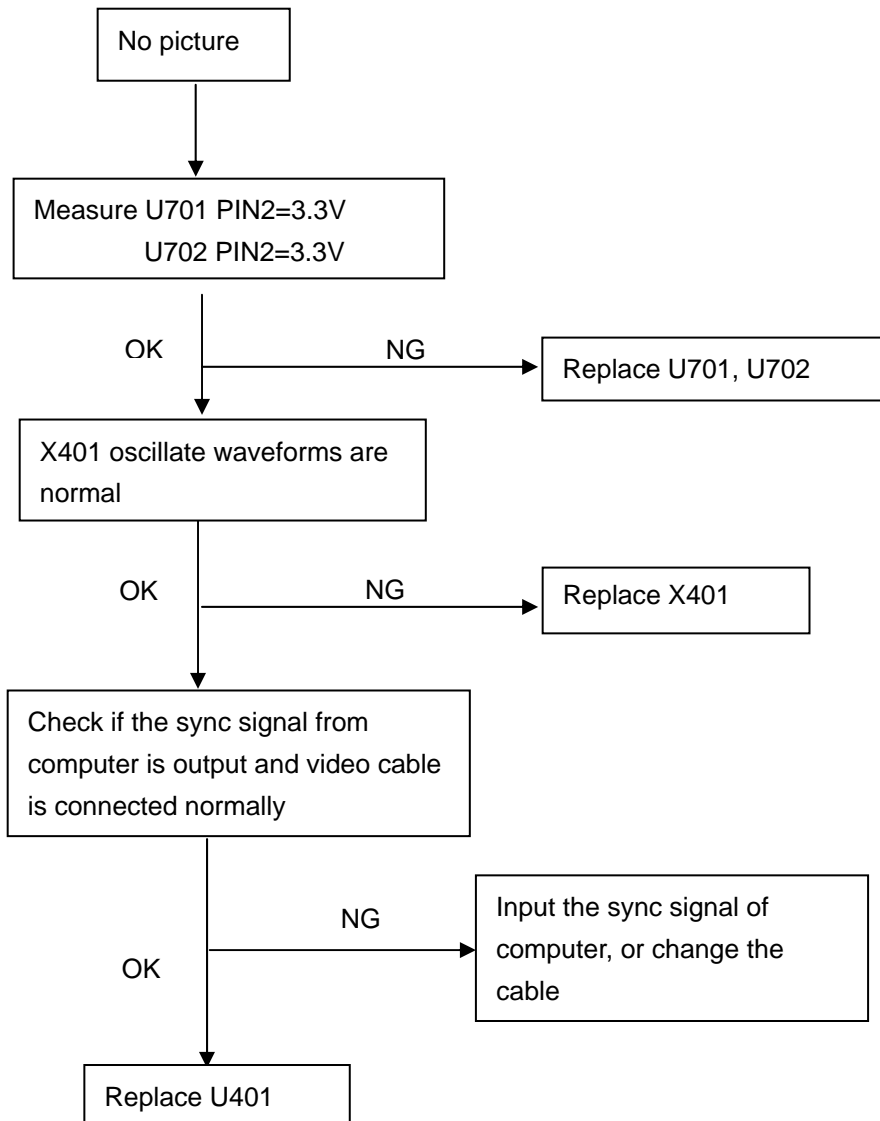 No picture
Measure U701 PIN2=3.3V
U702 PIN2=3.3V
OK
NG
Replace U701, U702
X401 oscillate waveforms are
normal
OK
NG
Replace X401
Check if the sync signal from
computer is output and video cable
is connected normally
NG
Input the sync signal of
computer, or change the
cable
OK
Replace U401